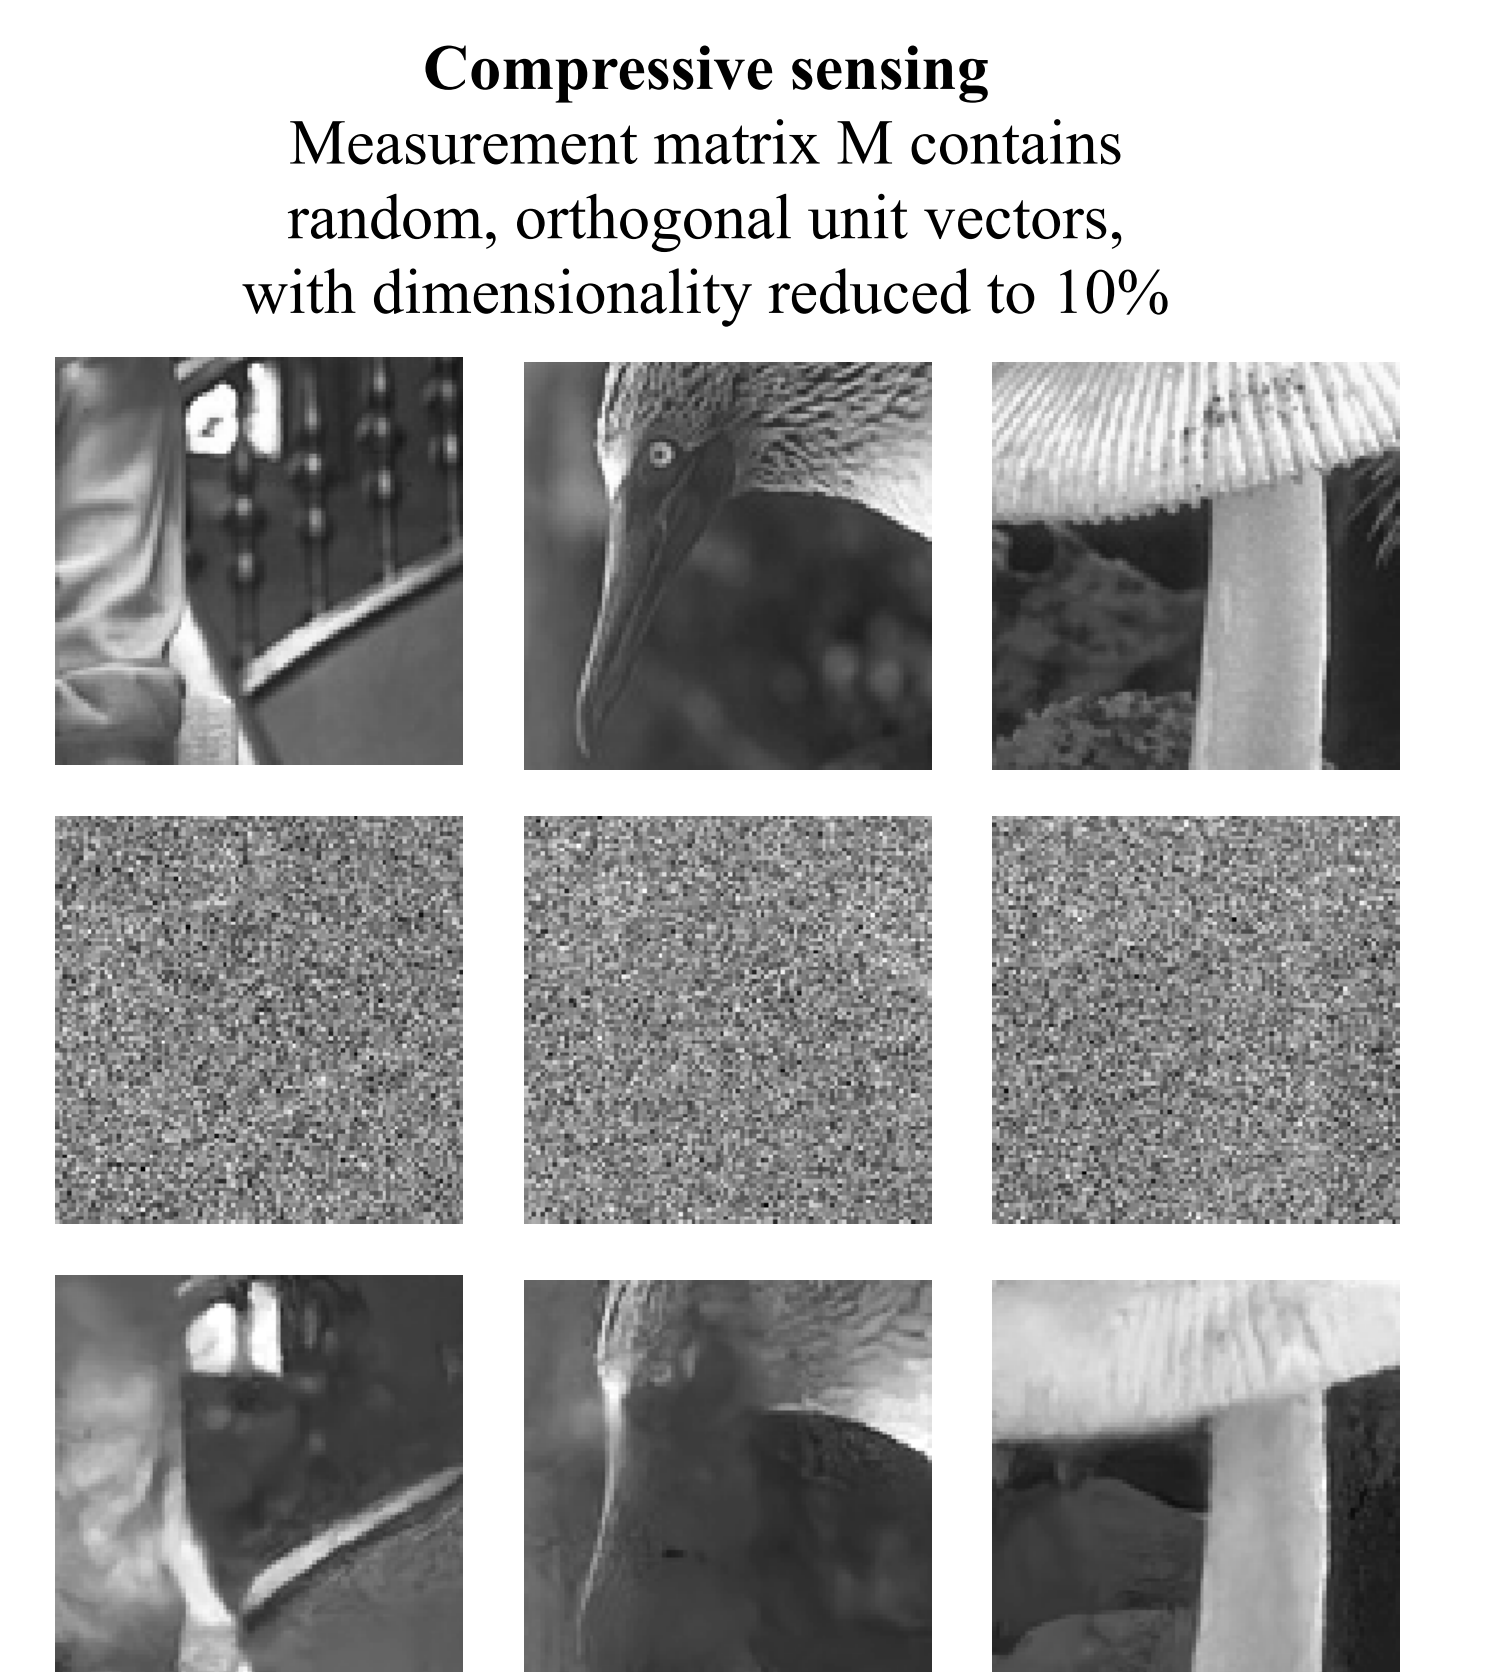 Compressive sensing
Measurement matrix M contains
random, orthogonal unit vectors,
with dimensionality reduced to 10%